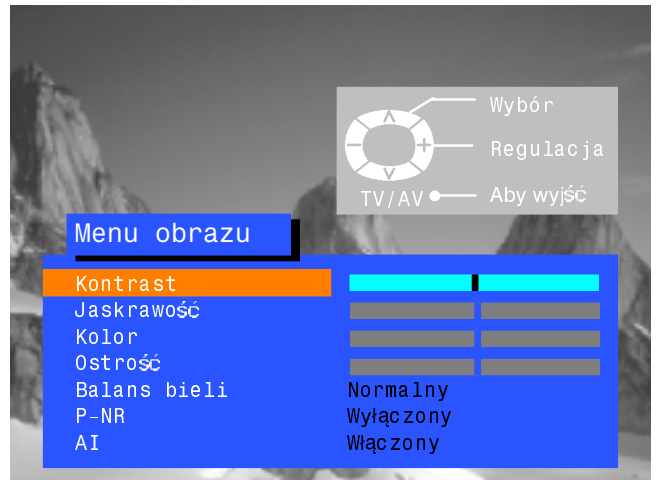 Wybór
Regulacja
TV/AV Aby wyjść
Menu obrazu
Kontrast
Jaskrawość
Kolor
Ostrość
Balans bieli Normalny
P-NR Wyłączony
AI Włączony